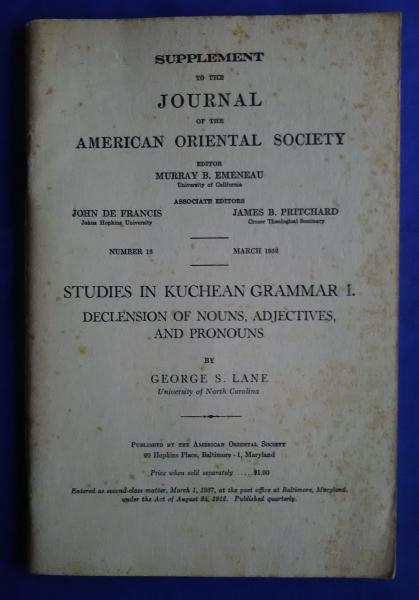 SUPPLEMENT
TO THE
JOURNAL
OF THE
AMERICAN ORIENTAL SOCIETY
EDITOR
MURRAY B. EMENEAU
University of California
ASSOCIATE EDITORS
JOHN DE FRANCIS JAMES B. PRITCHARD
Johns Hopkins University Crozer Theological Seminary
NUMBER 13 MARCH 1952
STUDIES IN KUCHEAN GRAMMAR I.
DECLENSION OF NOUNS, ADJECTIVES,
AND PRONOUNS
BY
GEORGE S. LANE
University of North Carolina
PUBLISHED BY THE AMERICAN ORIENTAL SOCIETY
Hopkins Place, Baltimore - 1, Maryland
Price when sold separately ...... $1.00
Entered as second-class matter, March 1, 1937, at the post office at Baltimore, Maryland,
under the Act of August 24, 1912. Published quarterly.